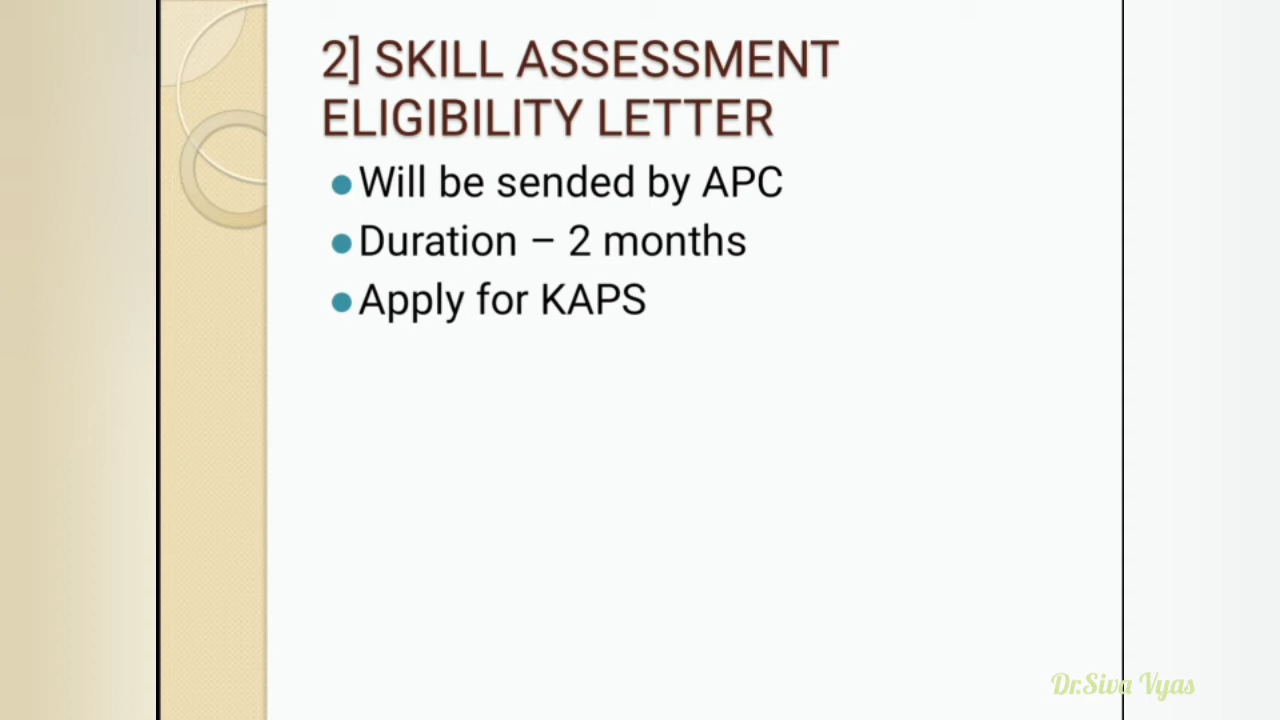 2] SKILL ASSESSMENT
ELIGIBILITY LETTER
Will be sended by APC
Duration – 2 months
Apply for KAPS
Dr.Siva Vyas